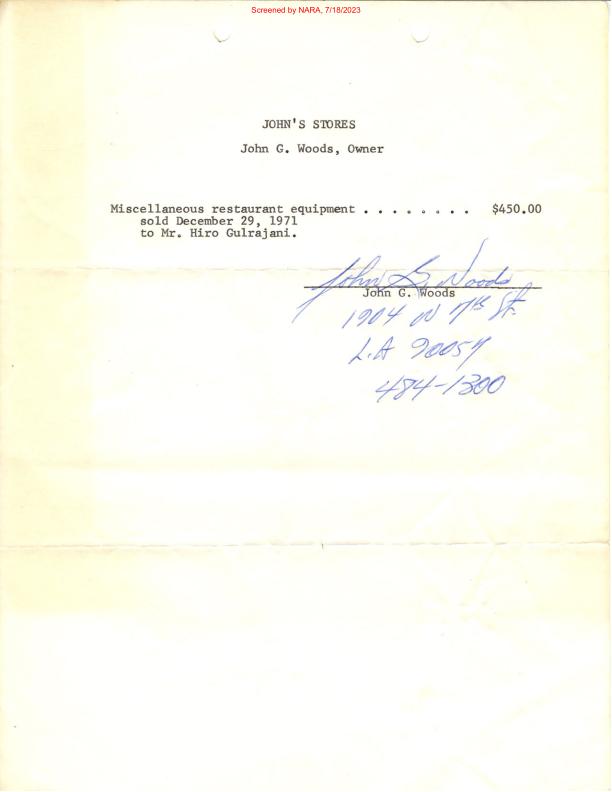 Screened by NARA, 7/18/2023
JOHN'S STORES
John G. Woods, Owner
Miscellaneous restaurant equipment . . . . . . . . $450.00
sold December 29, 1971
to Mr. Hiro Gulrajani.
John G. Woods
John G. Woods
1904 W 7th St.
L.A 90057
484-1300